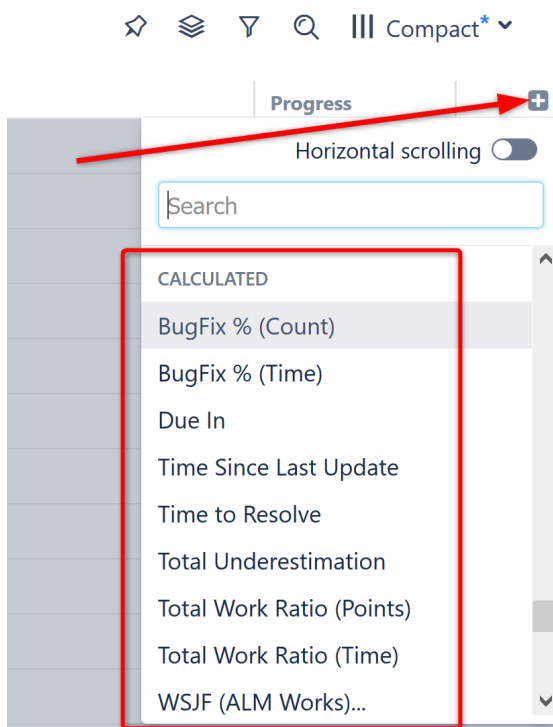 Compact*
Progress
Horizontal scrolling
Search
CALCULATED
BugFix % (Count)
BugFix % (Time)
Due In
Time Since Last Update
Time to Resolve
Total Underestimation
Total Work Ratio (Points)
Total Work Ratio (Time)
WSJF (ALM Works)...